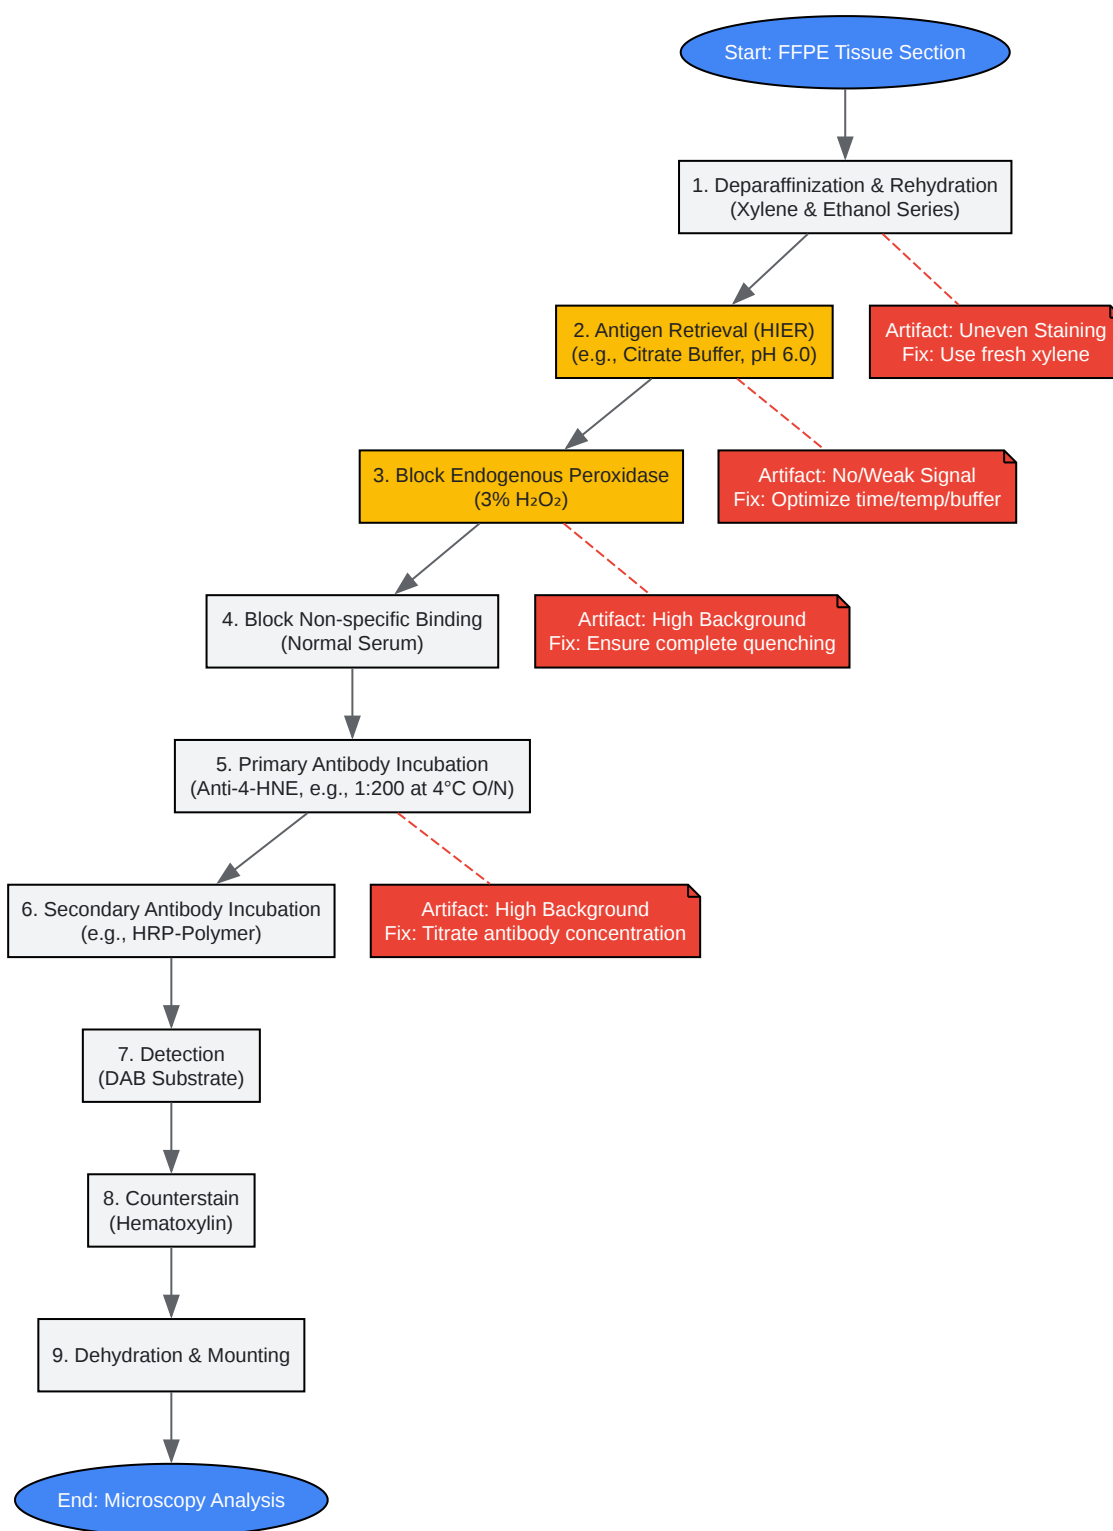 Start: FFPE Tissue Section
1. Deparaffinization & Rehydration
(Xylene & Ethanol Series)
2. Antigen Retrieval (HIER)
(e.g., Citrate Buffer, pH 6.0)
Artifact: Uneven Staining
Fix: Use fresh xylene
3. Block Endogenous Peroxidase
(3% H₂O₂)
Artifact: No/Weak Signal
Fix: Optimize time/temp/buffer
4. Block Non-specific Binding
(Normal Serum)
Artifact: High Background
Fix: Ensure complete quenching
5. Primary Antibody Incubation
(Anti-4-HNE, e.g., 1:200 at 4°C O/N)
6. Secondary Antibody Incubation
(e.g., HRP-Polymer)
Artifact: High Background
Fix: Titrate antibody concentration
7. Detection
(DAB Substrate)
8. Counterstain
(Hematoxylin)
9. Dehydration & Mounting
End: Microscopy Analysis